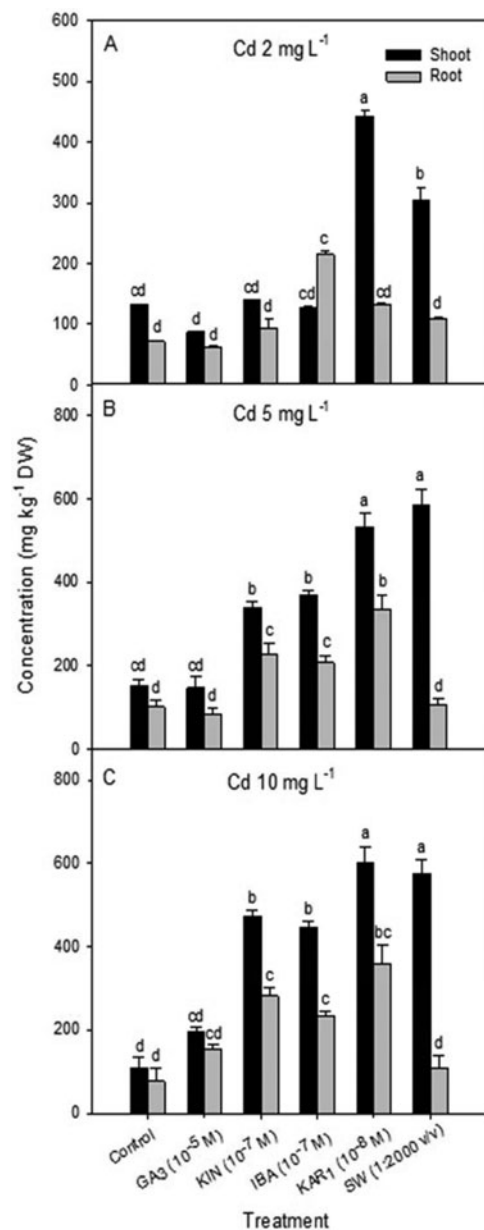 A
Cd 2 mg L⁻¹
Shoot
Root
600
500
400
300
200
100
0
cd
d
d
d
cd
d
cd
c
a
cd
b
d
B
Cd 5 mg L⁻¹
800
600
400
200
0
cd
d
cd
d
b
c
b
c
a
b
a
d
Concentration (mg kg⁻¹ DW)
C
Cd 10 mg L⁻¹
800
600
400
200
0
d
d
cd
cd
b
c
b
c
a
bc
a
d
Control
GA3 (10⁻⁵ M)
KIN (10⁻⁷ M)
IBA (10⁻⁷ M)
KAR₁ (10⁻⁸ M)
SW (1:2000 v/v)
Treatment